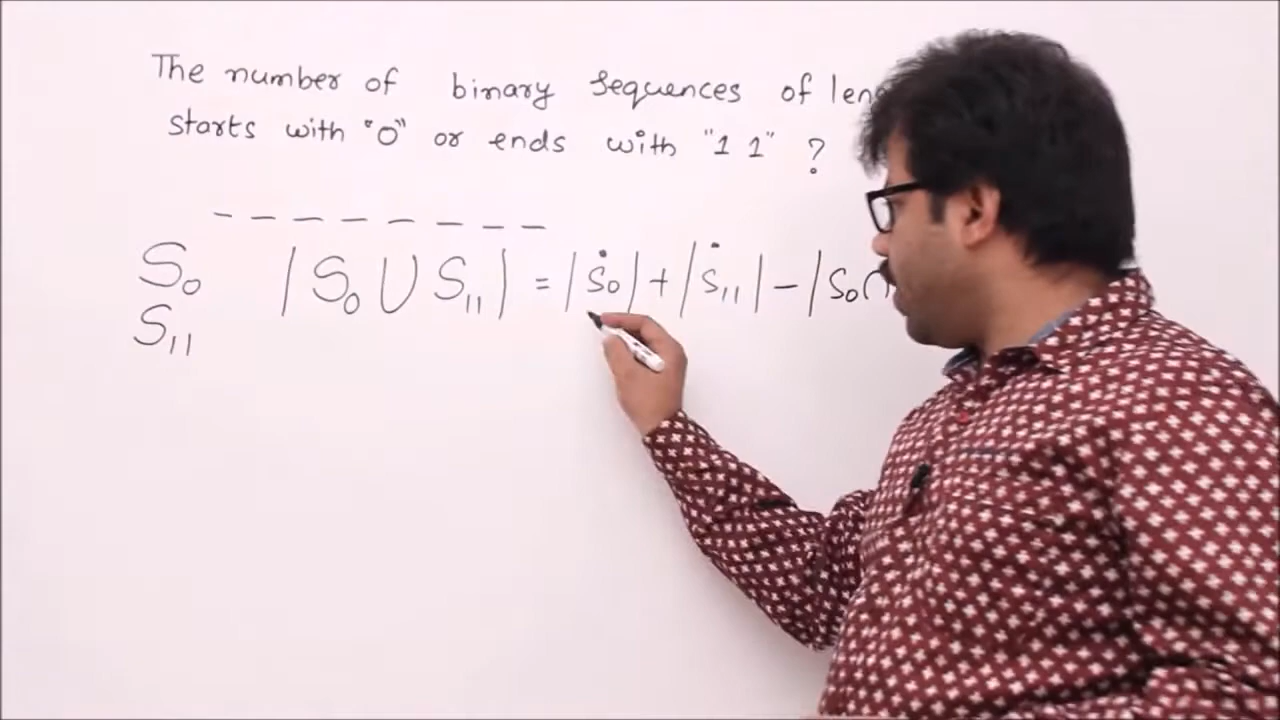 The number of binary sequences of
starts with "0" or ends with "1 1" ?
S₀ |S₀ ∪ S₁₁| = |S₀| + |S₁₁| - |S₀ ∩
S₁₁